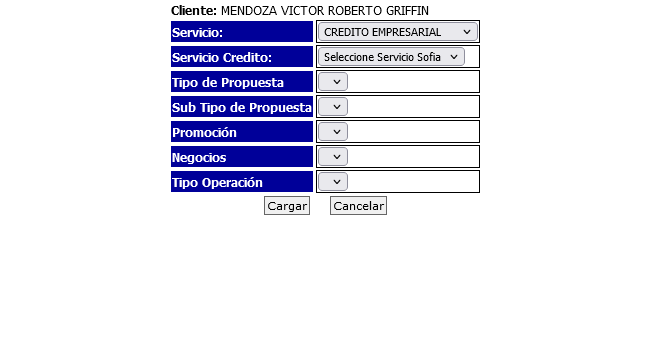 Cliente: MENDOZA VICTOR ROBERTO GRIFFIN
Servicio: CREDITO EMPRESARIAL
Servicio Credito: Seleccione Servicio Sofia
Tipo de Propuesta
Sub Tipo de Propuesta
Promoción
Negocios
Tipo Operación
Cargar Cancelar